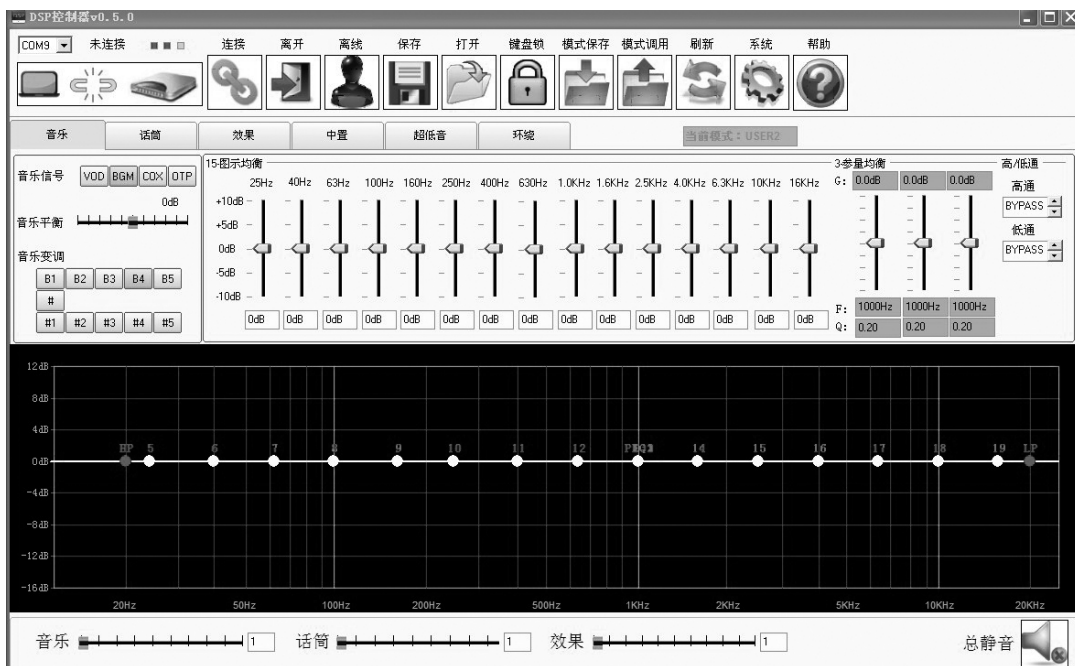 DSP控制器v0.5.0
COM9 未连接 连接 离开 离线 保存 打开 键盘锁 模式保存 模式调用 刷新 系统 帮助
音乐 话筒 效果 中置 超低音 环绕 当前模式：USER2
音乐信号 VOD BGM COX OTP
0dB
音乐平衡
音乐变调
B1 B2 B3 B4 B5
#
#1 #2 #3 #4 #5
15-图示均衡
25Hz 40Hz 63Hz 100Hz 160Hz 250Hz 400Hz 630Hz 1.0KHz 1.6KHz 2.5KHz 4.0KHz 6.3KHz 10KHz 16KHz
+10dB
+5dB
0dB
-5dB
-10dB
0dB 0dB 0dB 0dB 0dB 0dB 0dB 0dB 0dB 0dB 0dB 0dB 0dB 0dB 0dB
3-参量均衡
G: 0.0dB 0.0dB 0.0dB
F: 1000Hz 1000Hz 1000Hz
Q: 0.20 0.20 0.20
高/低通
高通
BYPASS
低通
BYPASS
12dB
8dB
4dB
HP 5 6 7 8 9 10 11 12 14 15 16 17 18 19 LP
0dB
-4dB
-8dB
-12dB
-16dB
20Hz 50Hz 100Hz 200Hz 500Hz 1KHz 2KHz 5KHz 10KHz 20KHz
音乐 1 话筒 1 效果 1 总静音